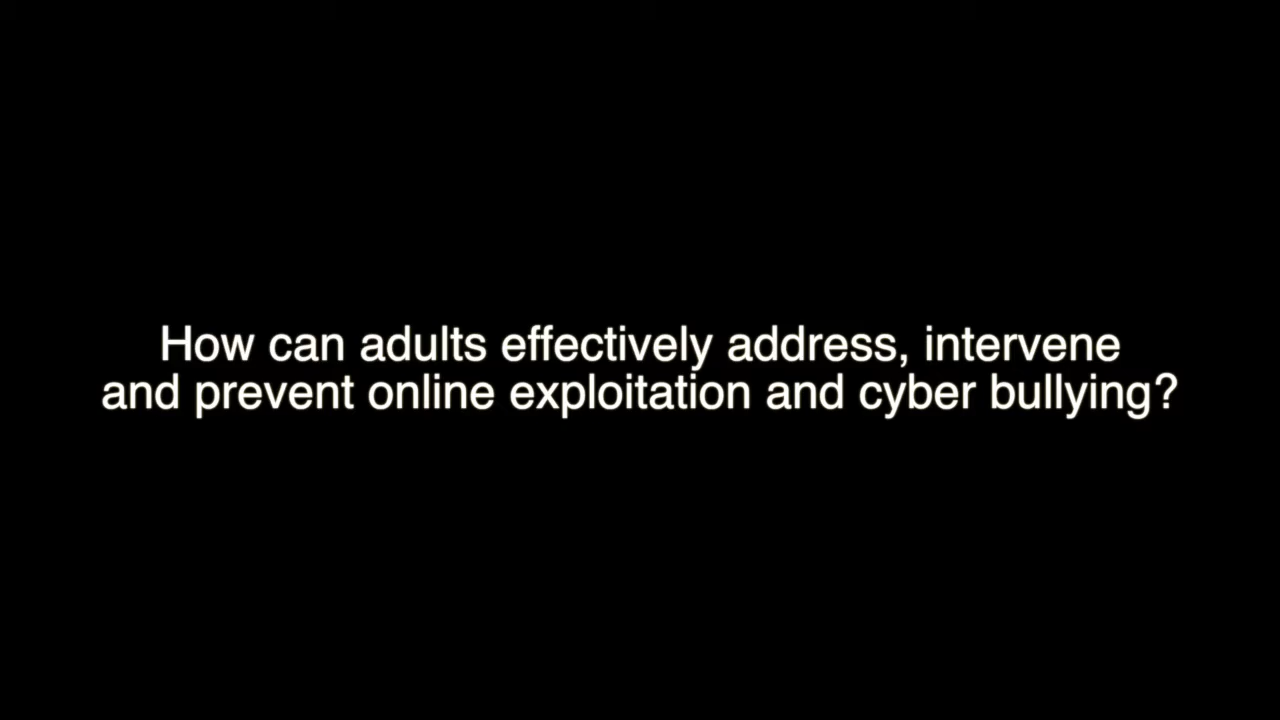 How can adults effectively address, intervene
and prevent online exploitation and cyber bullying?